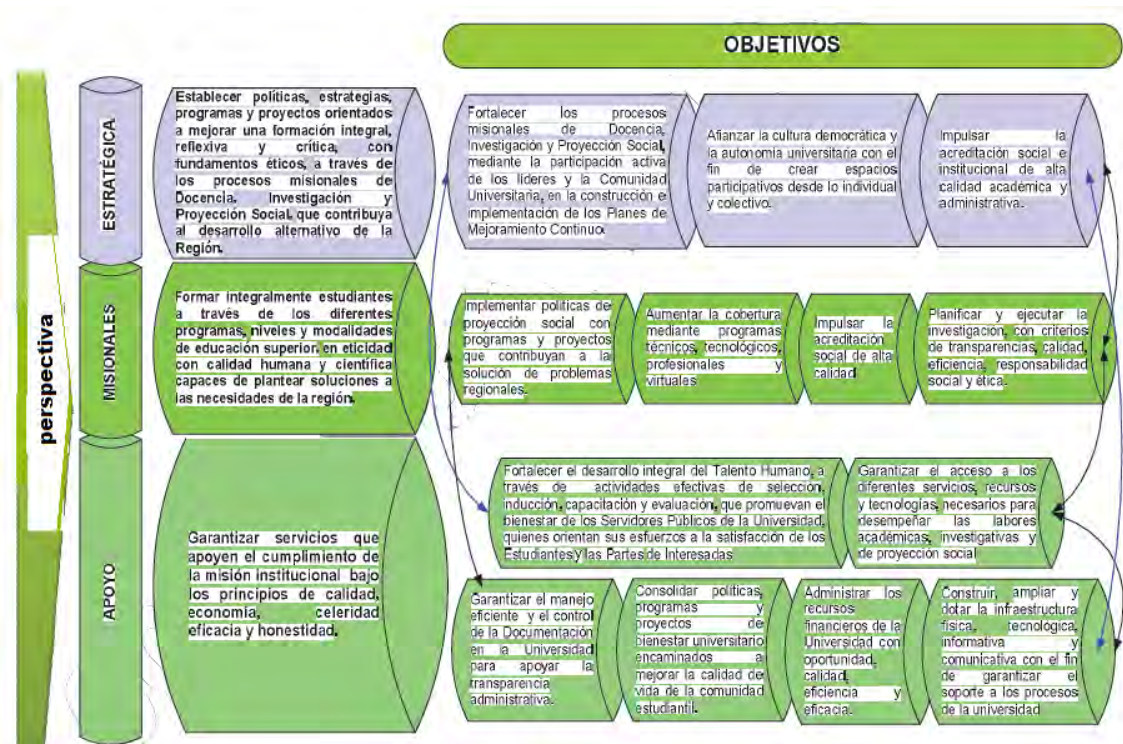 OBJETIVOS
perspectiva
ESTRATÉGICA
Establecer políticas, estrategias,
programas y proyectos orientados
a mejorar una formación integral,
reflexiva y crítica, con
fundamentos éticos, a través de
los procesos misionales de
Docencia. Investigación y
Proyección Social, que contribuya
al desarrollo alternativo de la
Región.
Fortalecer los procesos
misionales de Docencia,
Investigación y Proyección Social,
mediante la participación activa
de los líderes y la Comunidad
Universitaria, en la construcción e
implementación de los Planes de
Mejoramiento Continuo.
Afianzar la cultura democrática y
la autonomía universitaria con el
fin de crear espacios
participativos desde lo individual
y colectivo.
Impulsar la
acreditación social e
institucional de alta
calidad académica y
administrativa.
MISIONALES
Formar integralmente estudiantes
a través de los diferentes
programas, niveles y modalidades
de educación superior. en eticidad
con calidad humana y científica
capaces de plantear soluciones a
las necesidades de la región.
Implementar políticas de
proyección social con
programas y proyectos
que contribuyan a la
solución de problemas
regionales.
Aumentar la cobertura
mediante programas
técnicos, tecnológicos,
profesionales y
virtuales
Impulsar la
acreditación
social de alta
calidad
Planificar y ejecutar la
investigación, con criterios
de transparencias, calidad,
eficiencia, responsabilidad
social y ética.
APOYO
Garantizar servicios que
apoyen el cumplimiento de
la misión institucional bajo
los principios de calidad,
economía, celeridad
eficacia y honestidad.
Fortalecer el desarrollo integral del Talento Humano, a
través de actividades efectivas de selección,
inducción, capacitación y evaluación, que promuevan el
bienestar de los Servidores Públicos de la Universidad,
quienes orientan sus esfuerzos a la satisfacción de los
Estudiantes y las Partes de Interesadas
Garantizar el acceso a los
diferentes servicios, recursos
y tecnologías, necesarios para
desempeñar las labores
académicas, investigativas y
de proyección social
Garantizar el manejo
eficiente y el control
de la Documentación
en la Universidad
para apoyar la
transparencia
administrativa.
Consolidar políticas,
programas y
proyectos de
bienestar universitario
encaminados a
mejorar la calidad de
vida de la comunidad
estudiantil.
Administrar los
recursos
financieros de la
Universidad con
oportunidad,
calidad,
eficiencia y
eficacia.
Construir, ampliar y
dotar la infraestructura
física, tecnológica,
informativa y
comunicativa con el fin
de garantizar el
soporte a los procesos
de la universidad